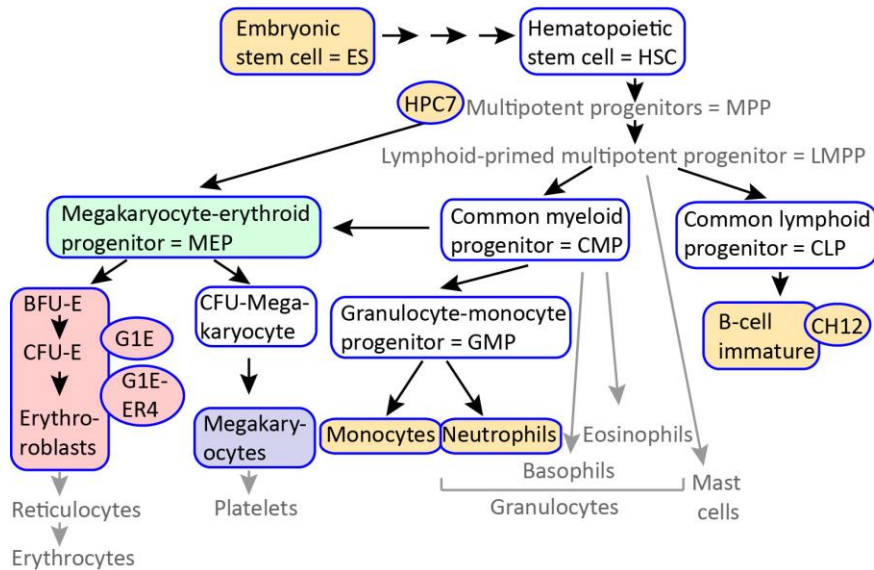 Embryonic
stem cell = ES
Hematopoietic
stem cell = HSC
HPC7
Multipotent progenitors = MPP
Lymphoid-primed multipotent progenitor = LMPP
Megakaryocyte-erythroid
progenitor = MEP
Common myeloid
progenitor = CMP
Common lymphoid
progenitor = CLP
BFU-E
CFU-E
Erythro-
roblasts
G1E
G1E-
ER4
CFU-Mega-
karyocyte
Granulocyte-monocyte
progenitor = GMP
B-cell
immature
CH12
Megakary-
ocytes
Monocytes
Neutrophils
Eosinophils
Basophils
Granulocytes
Mast
cells
Reticulocytes
Erythrocytes
Platelets